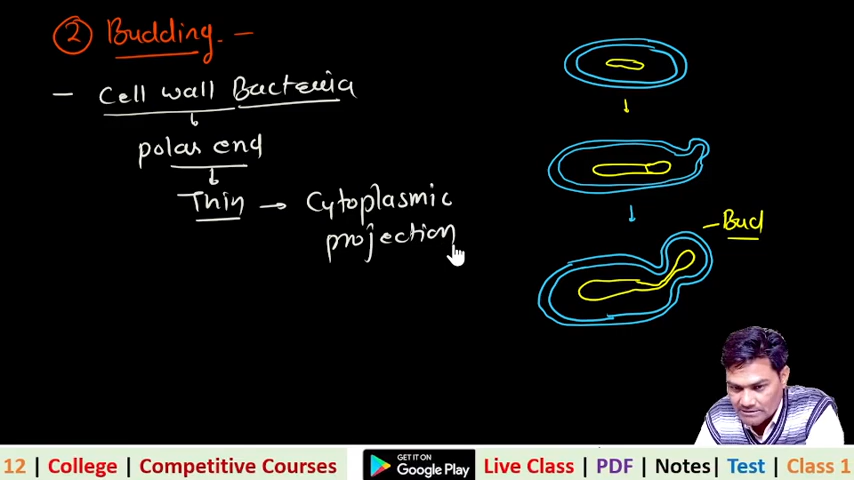 ② Budding. -
- Cell wall Bacteria
polar end
Thin → Cytoplasmic
projection
- Bud
12 | College | Competitive Courses
GET IT ON
Google Play
Live Class | PDF | Notes| Test | Class 1